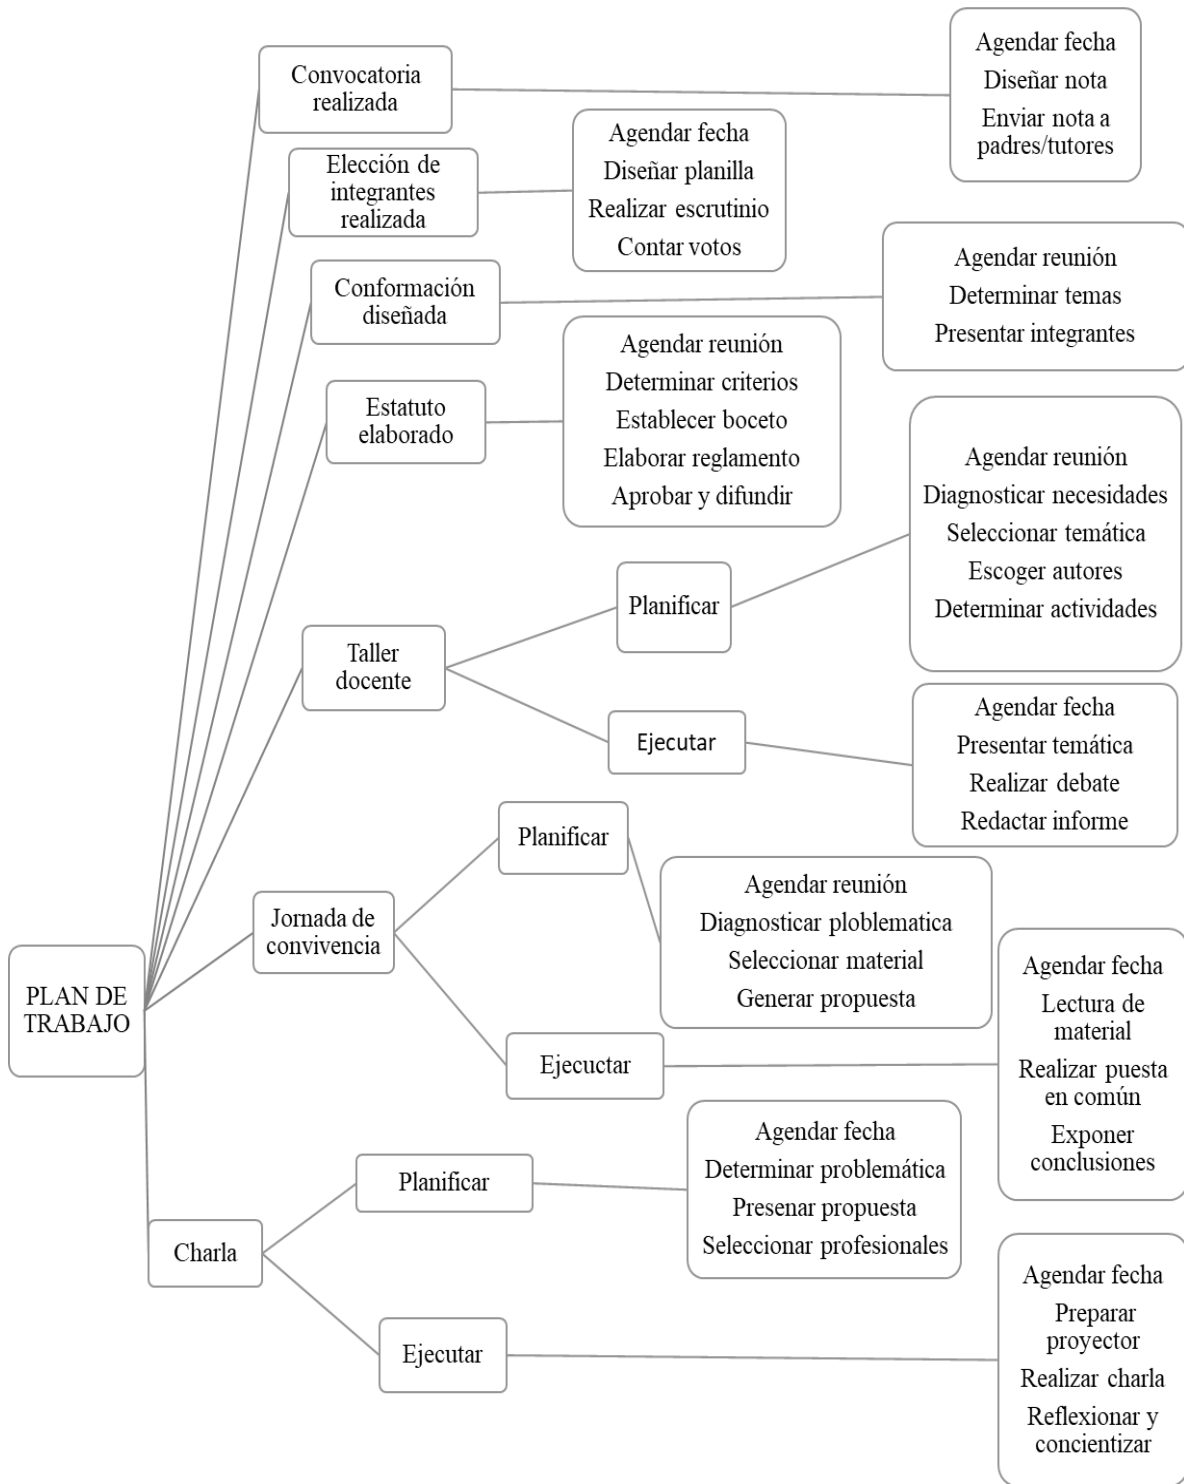 Convocatoria
realizada
Agendar fecha
Diseñar nota
Enviar nota a
padres/tutores
Elección de
integrantes
realizada
Agendar fecha
Diseñar planilla
Realizar escrutinio
Contar votos
Conformación
diseñada
Agendar reunión
Determinar temas
Presentar integrantes
Estatuto
elaborado
Agendar reunión
Determinar criterios
Establecer boceto
Elaborar reglamento
Aprobar y difundir
Taller
docente
Planificar
Agendar reunión
Diagnosticar necesidades
Seleccionar temática
Escoger autores
Determinar actividades
Ejecutar
Agendar fecha
Presentar temática
Realizar debate
Redactar informe
Jornada de
convivencia
Planificar
Agendar reunión
Diagnosticar ploblematica
Seleccionar material
Generar propuesta
Ejecuctar
Agendar fecha
Lectura de
material
Realizar puesta
en común
Exponer
conclusiones
PLAN DE
TRABAJO
Charla
Planificar
Agendar fecha
Determinar problemática
Presenar propuesta
Seleccionar profesionales
Ejecutar
Agendar fecha
Preparar
proyector
Realizar charla
Reflexionar y
concientizar